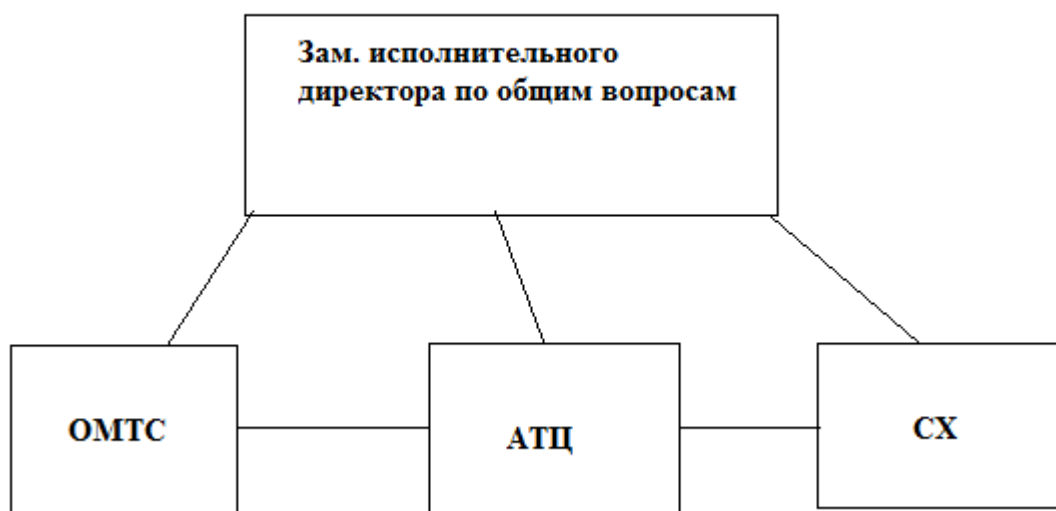 Зам. исполнительного
директора по общим вопросам
ОМТС
АТЦ
СХ